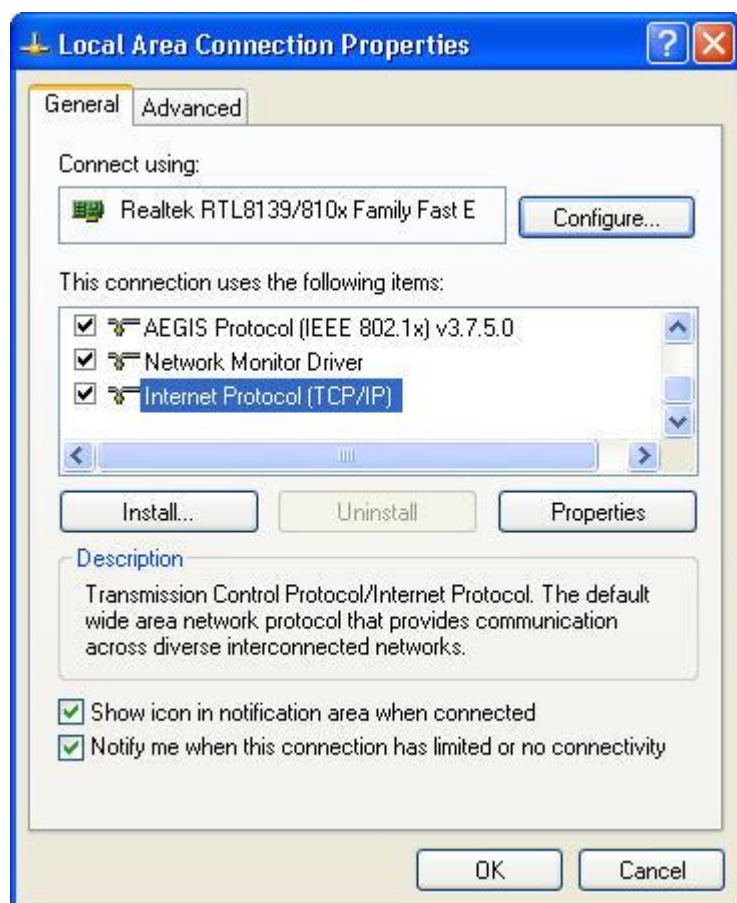 Local Area Connection Properties
General
Advanced
Connect using:
Realtek RTL8139/810x Family Fast E
Configure...
This connection uses the following items:
AEGIS Protocol (IEEE 802.1x) v3.7.5.0
Network Monitor Driver
Internet Protocol (TCP/IP)
Install...
Uninstall
Properties
Description
Transmission Control Protocol/Internet Protocol. The default
wide area network protocol that provides communication
across diverse interconnected networks.
Show icon in notification area when connected
Notify me when this connection has limited or no connectivity
OK
Cancel